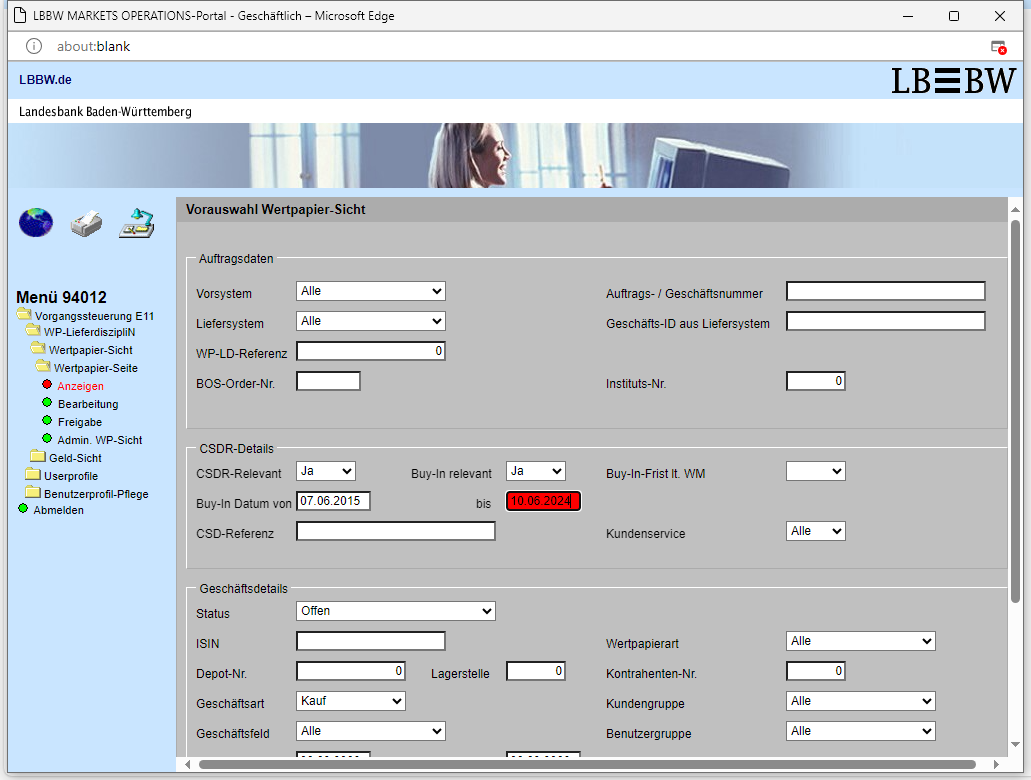 LBBW MARKETS OPERATIONS-Portal - Geschäftlich – Microsoft Edge
about:blank
LBBW.de
LBBW
Landesbank Baden-Württemberg
Vorauswahl Wertpapier-Sicht
Menü 94012
Vorgangssteuerung E11
WP-LieferdisziplIN
Wertpapier-Sicht
Wertpapier-Seite
Anzeigen
Bearbeitung
Freigabe
Admin. WP-Sicht
Geld-Sicht
Userprofile
Benutzerprofil-Pflege
Abmelden
Auftragsdaten
Vorsystem Alle Auftrags- / Geschäftsnummer
Liefersystem Alle Geschäfts-ID aus Liefersystem
WP-LD-Referenz 0
BOS-Order-Nr. Instituts-Nr. 0
CSDR-Details
CSDR-Relevant Ja Buy-In relevant Ja Buy-In-Frist lt. WM
Buy-In Datum von 07.06.2015 bis 10.06.2024
CSD-Referenz Kundenservice Alle
Geschäftsdetails
Status Offen
ISIN Wertpapierart Alle
Depot-Nr. 0 Lagerstelle 0 Kontrahenten-Nr. 0
Geschäftsart Kauf Kundengruppe Alle
Geschäftsfeld Alle Benutzergruppe Alle